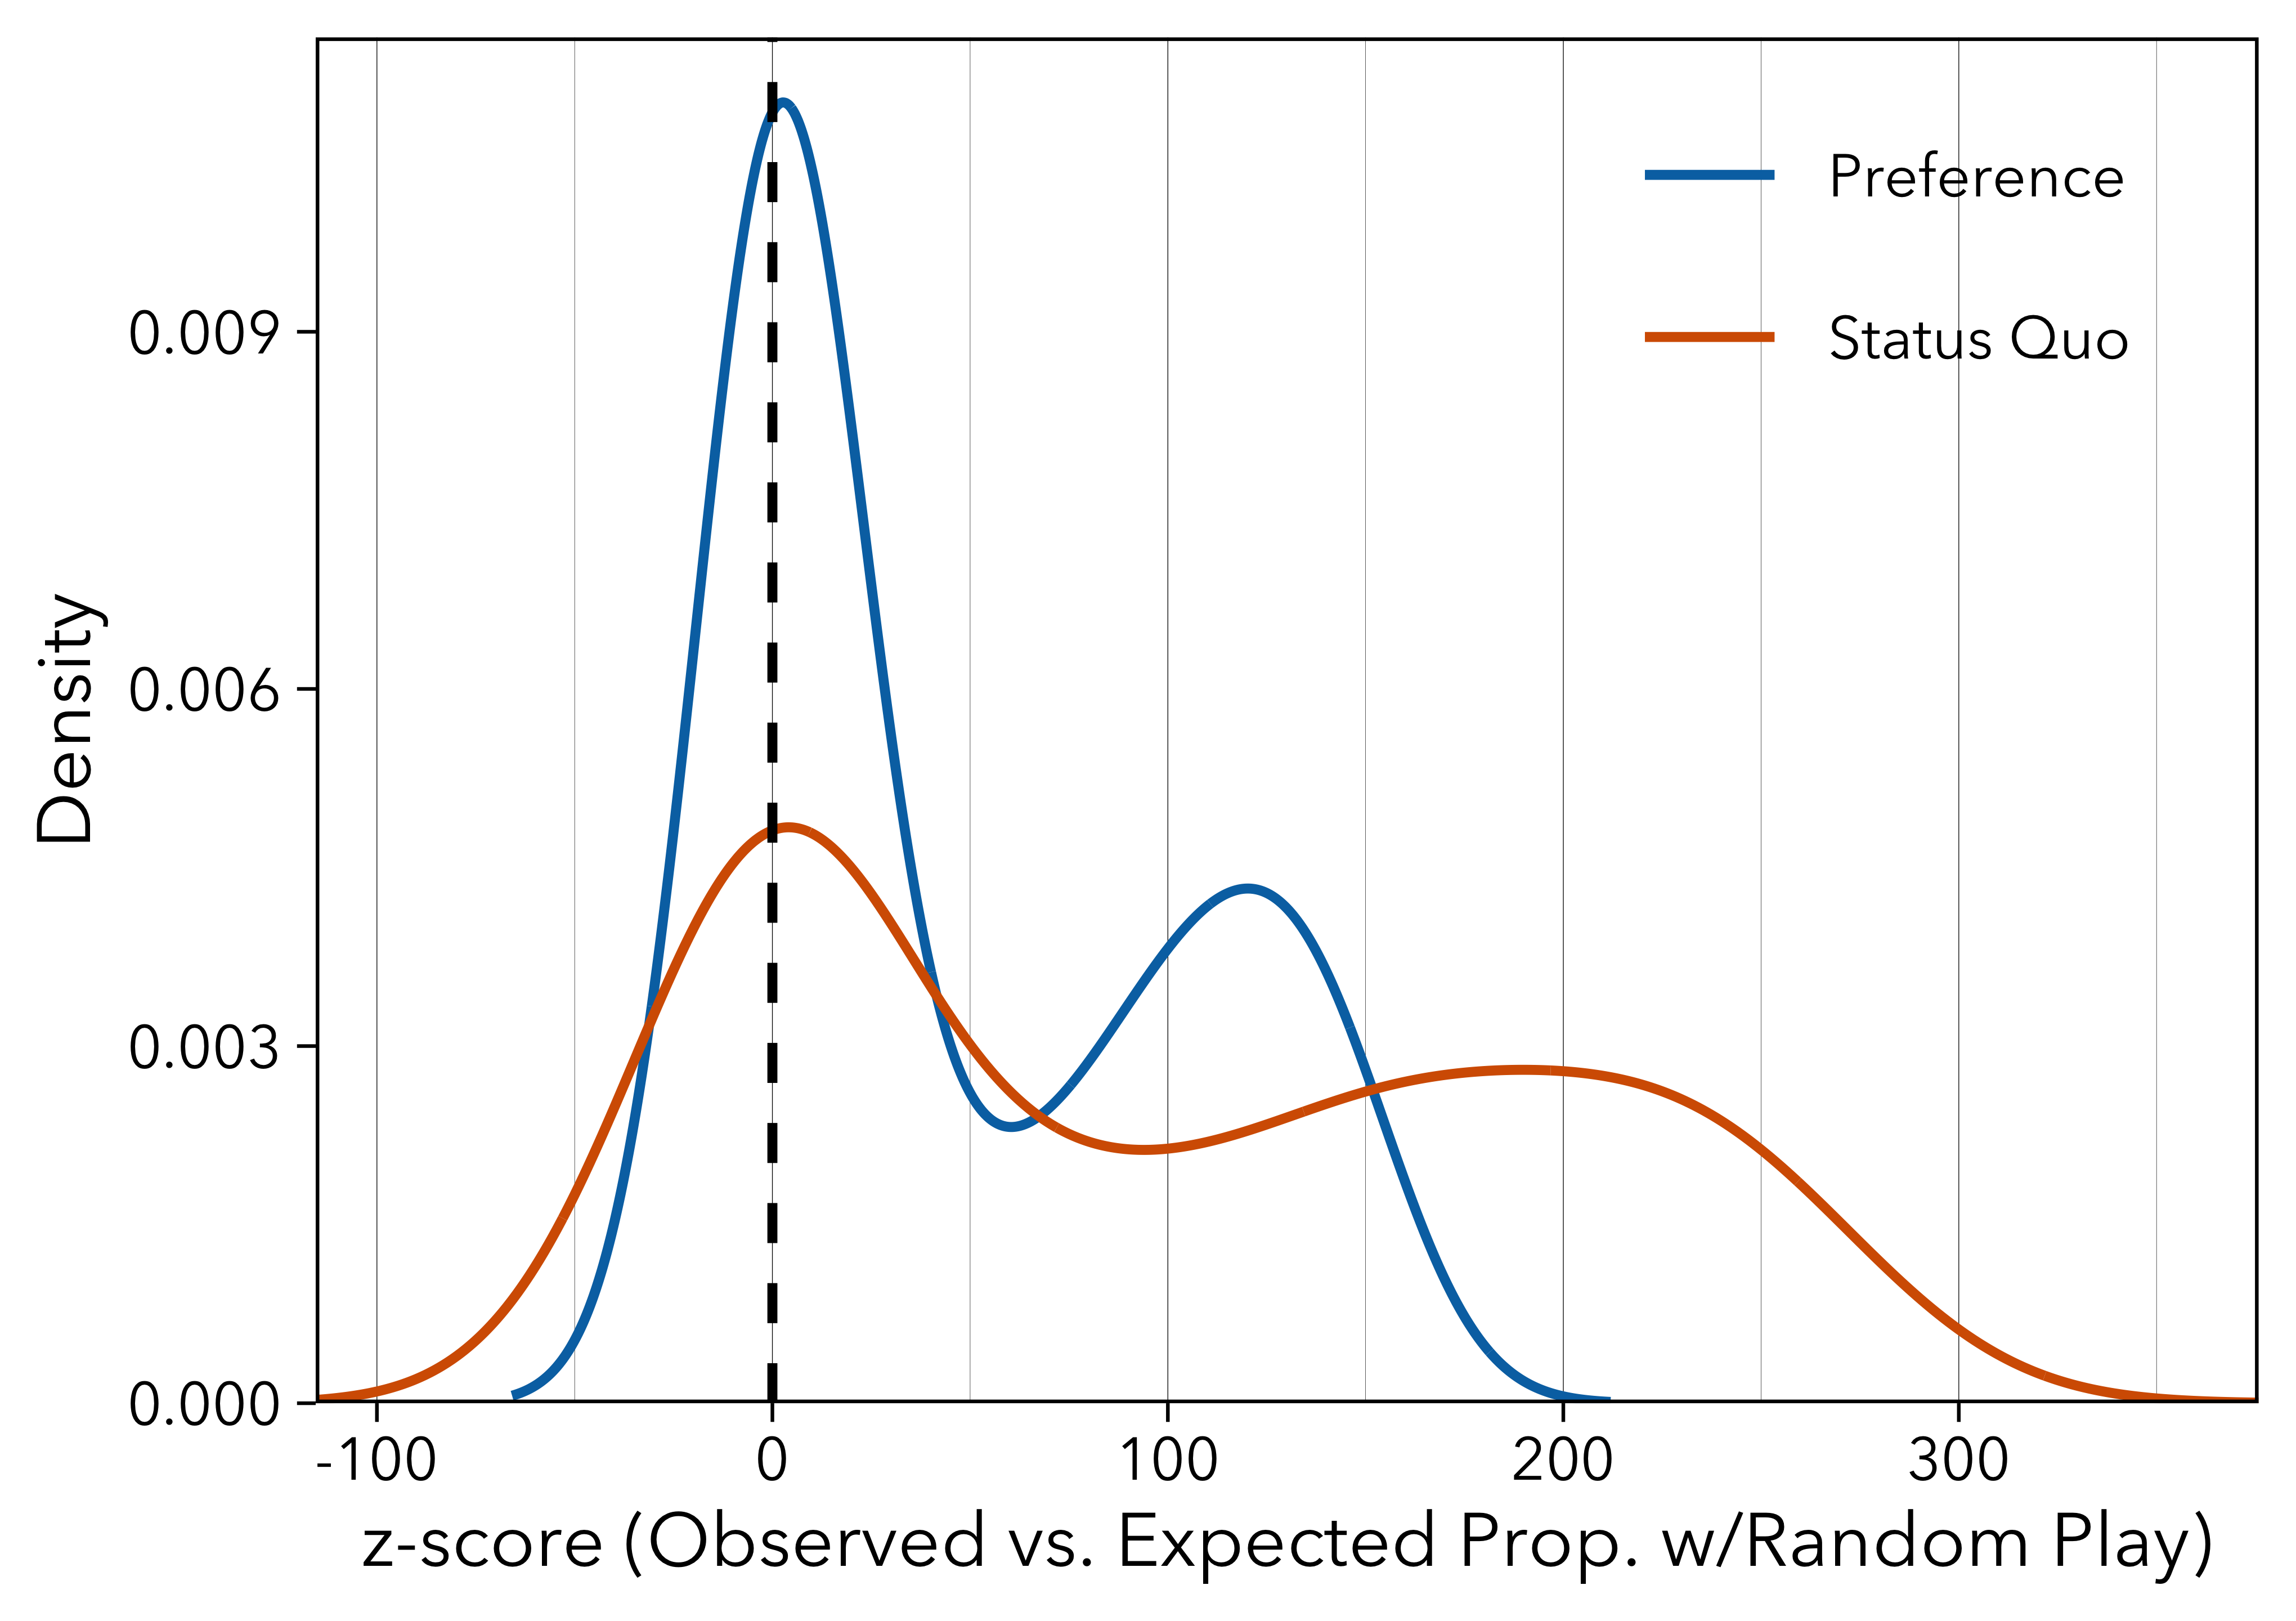 Preference
Status Quo
Density
0.009
0.006
0.003
0.000
-100 0 100 200 300
z-score (Observed vs. Expected Prop. w/Random Play)